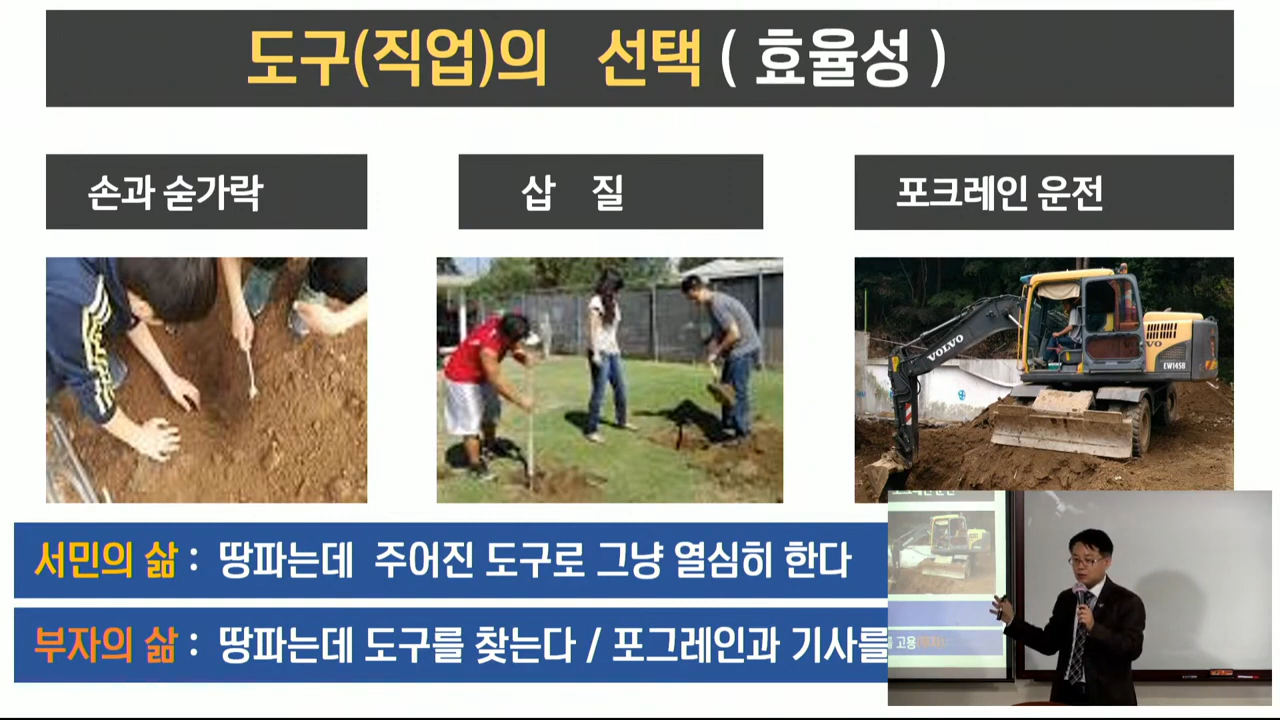 도구(직업)의 선택 ( 효율성 )
손과 숟가락
삽 질
포크레인 운전
VOLVO
VO
EW145B
서민의 삶 : 땅파는데 주어진 도구로 그냥 열심히 한다
부자의 삶 : 땅파는데 도구를 찾는다 / 포그레인과 기사를
고용